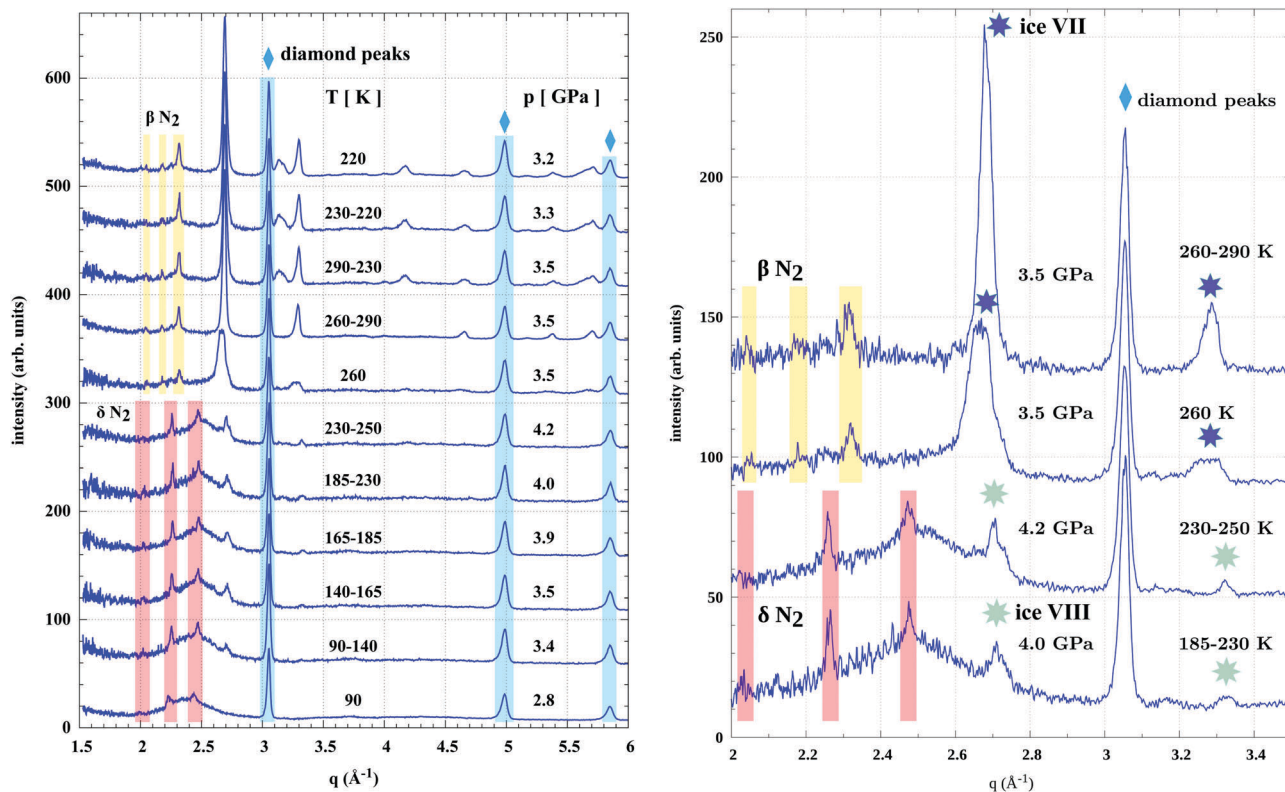 diamond peaks
T [ K ]
p [ GPa ]
β N2
220
3.2
230-220
3.3
290-230
3.5
260-290
3.5
260
3.5
δ N2
230-250
4.2
185-230
4.0
165-185
3.9
140-165
3.5
90-140
3.4
90
2.8
600
500
400
300
200
100
0
1.5
2
2.5
3
3.5
4
4.5
5
5.5
6
intensity (arb. units)
q (Å-1)
ice VII
diamond peaks
β N2
3.5 GPa
260-290 K
3.5 GPa
260 K
4.2 GPa
230-250 K
ice VIII
δ N2
4.0 GPa
185-230 K
250
200
150
100
50
0
2
2.2
2.4
2.6
2.8
3
3.2
3.4
intensity (arb. units)
q (Å-1)